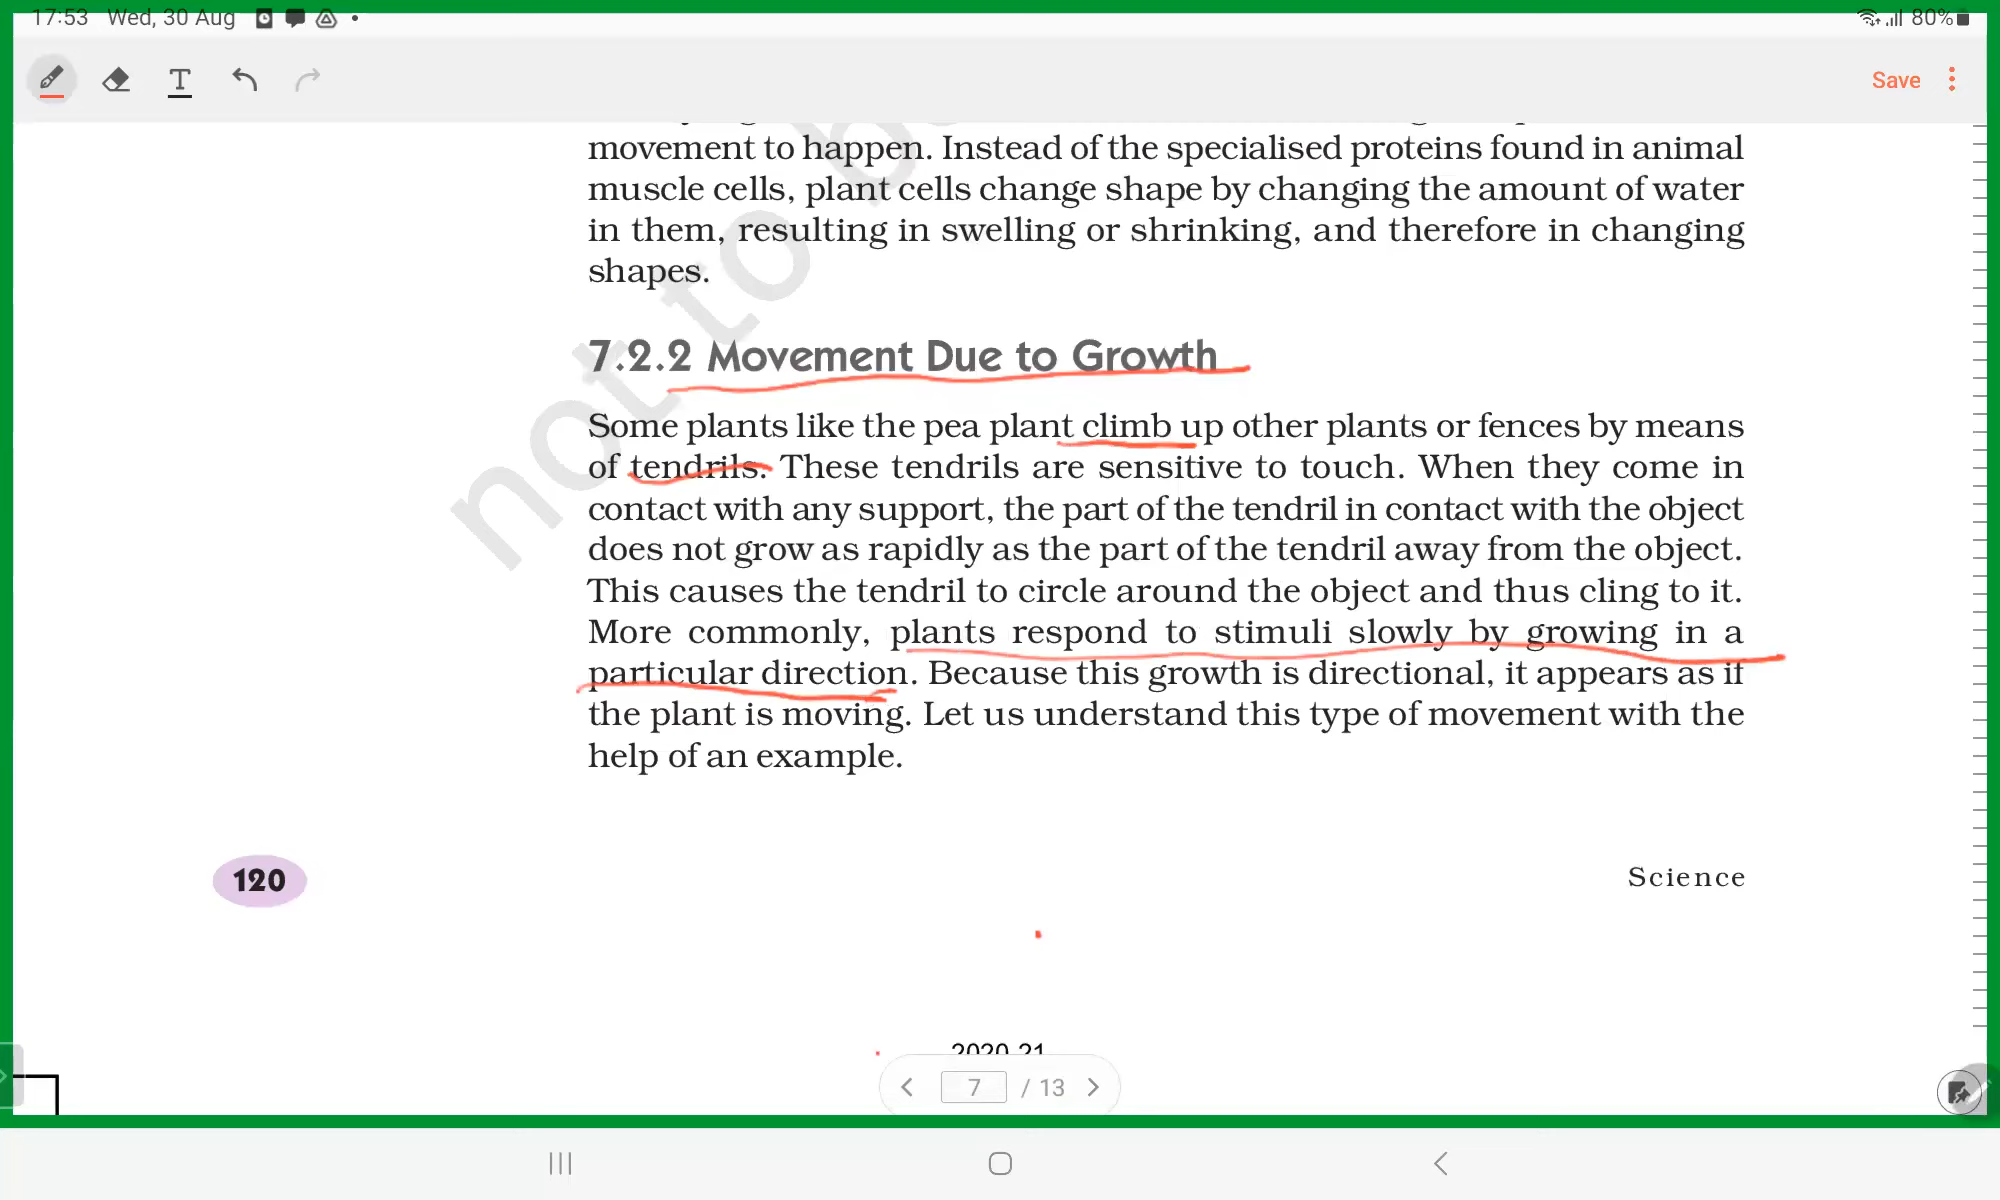 17:53 Wed, 30 Aug
80%
T
Save
movement to happen. Instead of the specialised proteins found in animal
muscle cells, plant cells change shape by changing the amount of water
in them, resulting in swelling or shrinking, and therefore in changing
shapes.
7.2.2 Movement Due to Growth
Some plants like the pea plant climb up other plants or fences by means
of tendrils. These tendrils are sensitive to touch. When they come in
contact with any support, the part of the tendril in contact with the object
does not grow as rapidly as the part of the tendril away from the object.
This causes the tendril to circle around the object and thus cling to it.
More commonly, plants respond to stimuli slowly by growing in a
particular direction. Because this growth is directional, it appears as if
the plant is moving. Let us understand this type of movement with the
help of an example.
not to b
120
Science
2020-21
7 / 13